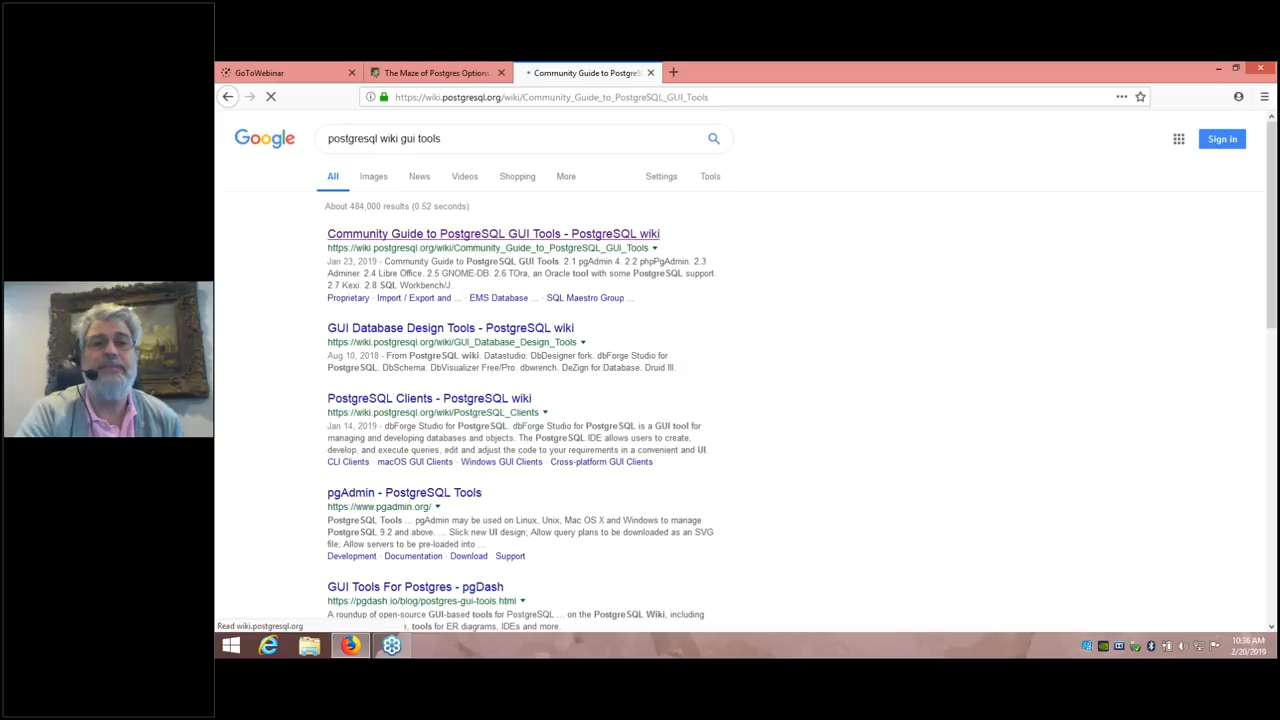 GoToWebinar
The Maze of Postgres Options
Community Guide to PostgreS
https://wiki.postgresql.org/wiki/Community_Guide_to_PostgreSQL_GUI_Tools
Google
postgresql wiki gui tools
Sign in
All Images News Videos Shopping More Settings Tools
About 484,000 results (0.52 seconds)
Community Guide to PostgreSQL GUI Tools - PostgreSQL wiki
https://wiki.postgresql.org/wiki/Community_Guide_to_PostgreSQL_GUI_Tools
Jan 23, 2019 - Community Guide to PostgreSQL GUI Tools. 2.1 pgAdmin 4. 2.2 phpPgAdmin. 2.3
Adminer. 2.4 Libre Office. 2.5 GNOME-DB. 2.6 TOra, an Oracle tool with some PostgreSQL support.
2.7 Kexi. 2.8 SQL Workbench/J.
Proprietary · Import / Export and ... · EMS Database ... · SQL Maestro Group ...
GUI Database Design Tools - PostgreSQL wiki
https://wiki.postgresql.org/wiki/GUI_Database_Design_Tools
Aug 10, 2018 - From PostgreSQL wiki. Datastudio. DbDesigner fork. dbForge Studio for
PostgreSQL. DbSchema. DbVisualizer Free/Pro. dbwrench. DeZign for Database. Druid III.
PostgreSQL Clients - PostgreSQL wiki
https://wiki.postgresql.org/wiki/PostgreSQL_Clients
Jan 14, 2019 - dbForge Studio for PostgreSQL. dbForge Studio for PostgreSQL is a GUI tool for
managing and developing databases and objects. The PostgreSQL IDE allows users to create,
develop, and execute queries, edit and adjust the code to your requirements in a convenient and UI.
CLI Clients · macOS GUI Clients · Windows GUI Clients · Cross-platform GUI Clients
pgAdmin - PostgreSQL Tools
https://www.pgadmin.org/
PostgreSQL Tools ... pgAdmin may be used on Linux, Unix, Mac OS X and Windows to manage
PostgreSQL 9.2 and above. ... Slick new UI design; Allow query plans to be downloaded as an SVG
file; Allow servers to be pre-loaded into ...
Development · Documentation · Download · Support
GUI Tools For Postgres - pgDash
https://pgdash.io/blog/postgres-gui-tools.html
A roundup of open-source GUI-based tools for PostgreSQL ... on the PostgreSQL Wiki, including
Read wiki.postgresql.org
, tools for ER diagrams, IDEs and more.
10:36 AM
2/20/2019